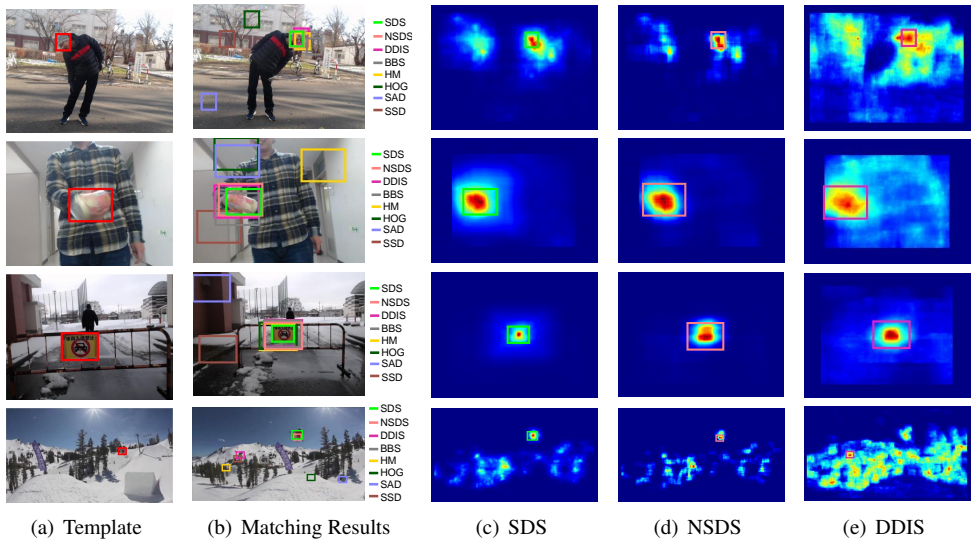 SDS
NSDS
DDIS
BBS
HM
HOG
SAD
SSD
SDS
NSDS
DDIS
BBS
HM
HOG
SAD
SSD
SDS
NSDS
DDIS
BBS
HM
HOG
SAD
SSD
SDS
NSDS
DDIS
BBS
HM
HOG
SAD
SSD
(a) Template
(b) Matching Results
(c) SDS
(d) NSDS
(e) DDIS